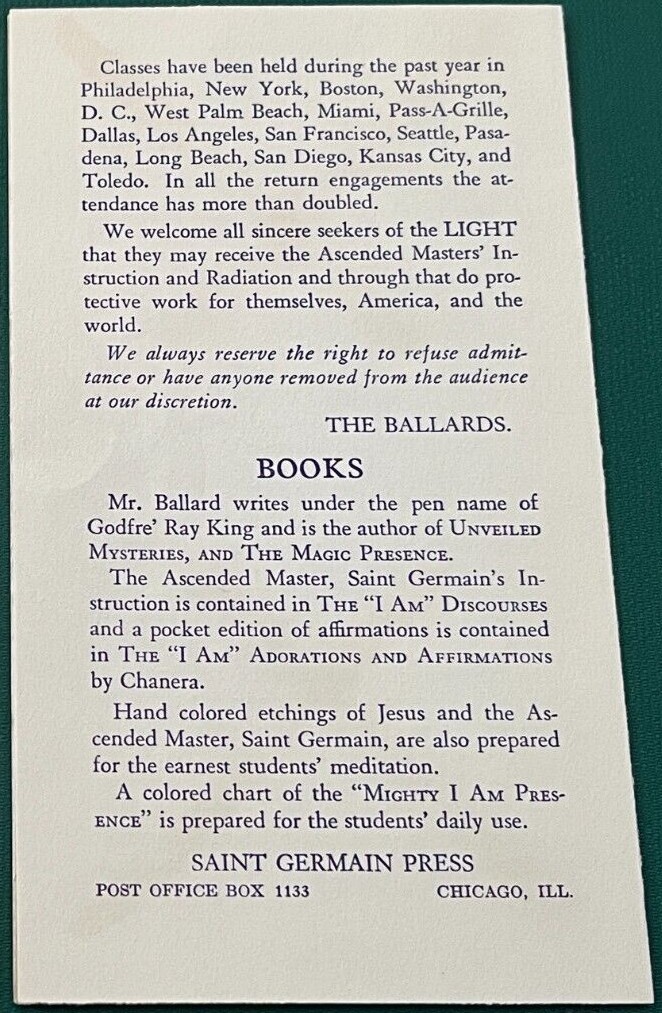 Classes have been held during the past year in
Philadelphia, New York, Boston, Washington,
D. C., West Palm Beach, Miami, Pass-A-Grille,
Dallas, Los Angeles, San Francisco, Seattle, Pasa-
dena, Long Beach, San Diego, Kansas City, and
Toledo. In all the return engagements the at-
tendance has more than doubled.
We welcome all sincere seekers of the LIGHT
that they may receive the Ascended Masters' In-
struction and Radiation and through that do pro-
tective work for themselves, America, and the
world.
We always reserve the right to refuse admit-
tance or have anyone removed from the audience
at our discretion.
THE BALLARDS.
BOOKS
Mr. Ballard writes under the pen name of
Godfre' Ray King and is the author of UNVEILED
MYSTERIES, AND THE MAGIC PRESENCE.
The Ascended Master, Saint Germain's In-
struction is contained in THE "I AM" DISCOURSES
and a pocket edition of affirmations is contained
in THE "I AM" ADORATIONS AND AFFIRMATIONS
by Chanera.
Hand colored etchings of Jesus and the As-
cended Master, Saint Germain, are also prepared
for the earnest students' meditation.
A colored chart of the "MIGHTY I AM PRES-
ENCE" is prepared for the students' daily use.
SAINT GERMAIN PRESS
POST OFFICE BOX 1133 CHICAGO, ILL.